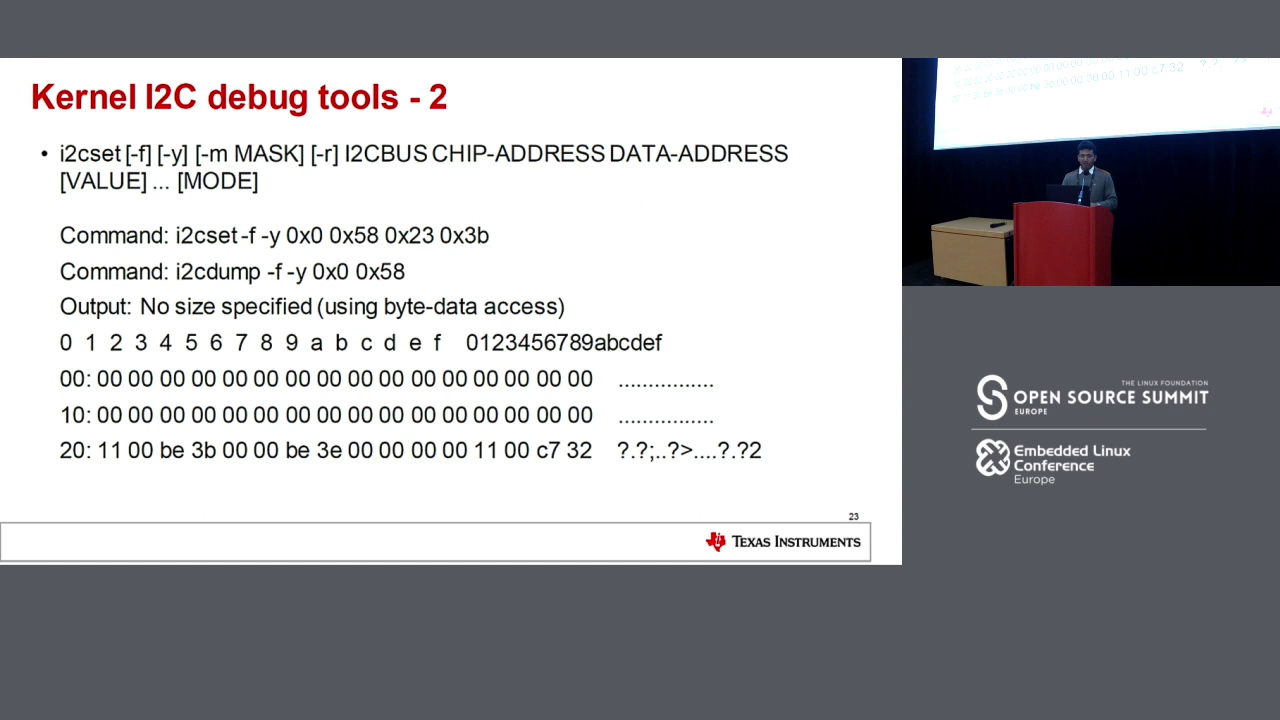 Kernel I2C debug tools - 2
• i2cset [-f] [-y] [-m MASK] [-r] I2CBUS CHIP-ADDRESS DATA-ADDRESS
[VALUE] ... [MODE]
Command: i2cset -f -y 0x0 0x58 0x23 0x3b
Command: i2cdump -f -y 0x0 0x58
Output: No size specified (using byte-data access)
0 1 2 3 4 5 6 7 8 9 a b c d e f 0123456789abcdef
00: 00 00 00 00 00 00 00 00 00 00 00 00 00 00 00 00 ................
10: 00 00 00 00 00 00 00 00 00 00 00 00 00 00 00 00 ................
20: 11 00 be 3b 00 00 be 3e 00 00 00 00 11 00 c7 32 ?.?;..?>....?.?2
23
TEXAS INSTRUMENTS
THE LINUX FOUNDATION
OPEN SOURCE SUMMIT
EUROPE
Embedded Linux
Conference
Europe